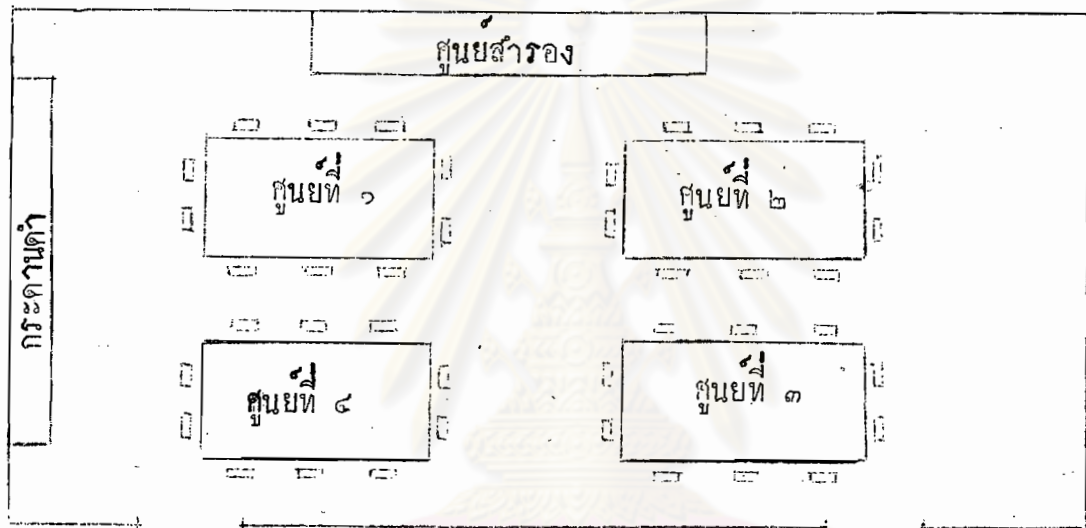 ศูนย์สำรอง
กระดานดำ
ศูนย์ที่ ๑
ศูนย์ที่ ๒
ศูนย์ที่ ๔
ศูนย์ที่ ๓